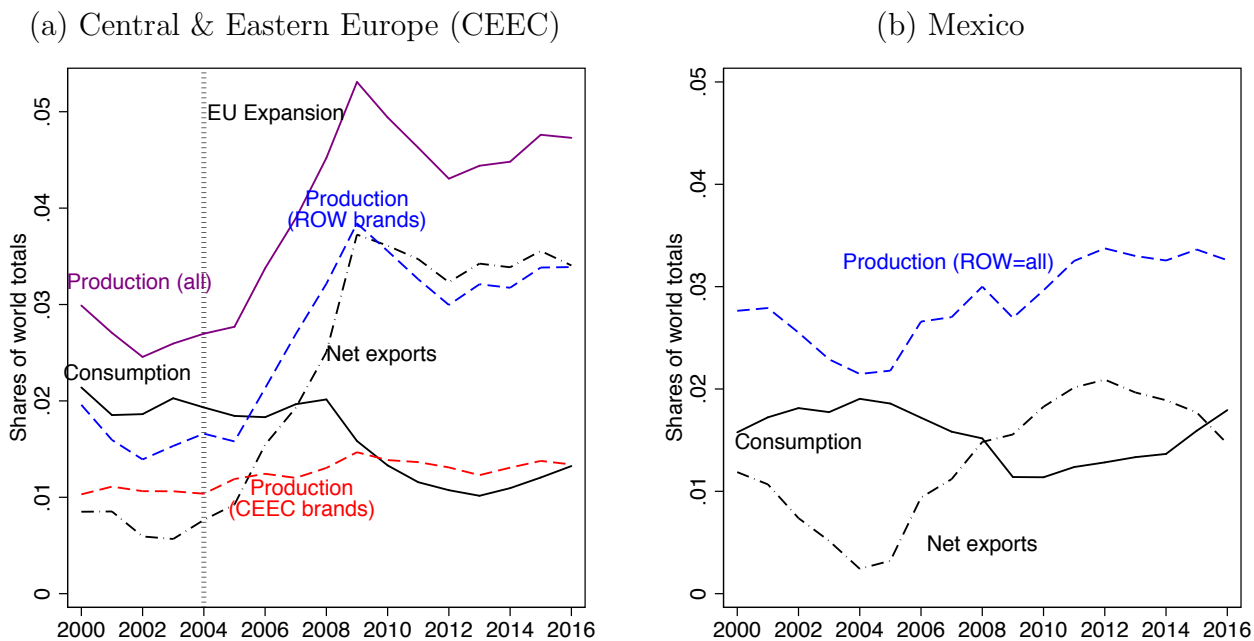 (a) Central & Eastern Europe (CEEC)
Shares of world totals
0
.01
.02
.03
.04
.05
EU Expansion
Production
(ROW brands)
Production (all)
Net exports
Consumption
Production
(CEEC brands)
2000 2002 2004 2006 2008 2010 2012 2014 2016
(b) Mexico
Shares of world totals
0
.01
.02
.03
.04
.05
Production (ROW=all)
Consumption
Net exports
2000 2002 2004 2006 2008 2010 2012 2014 2016